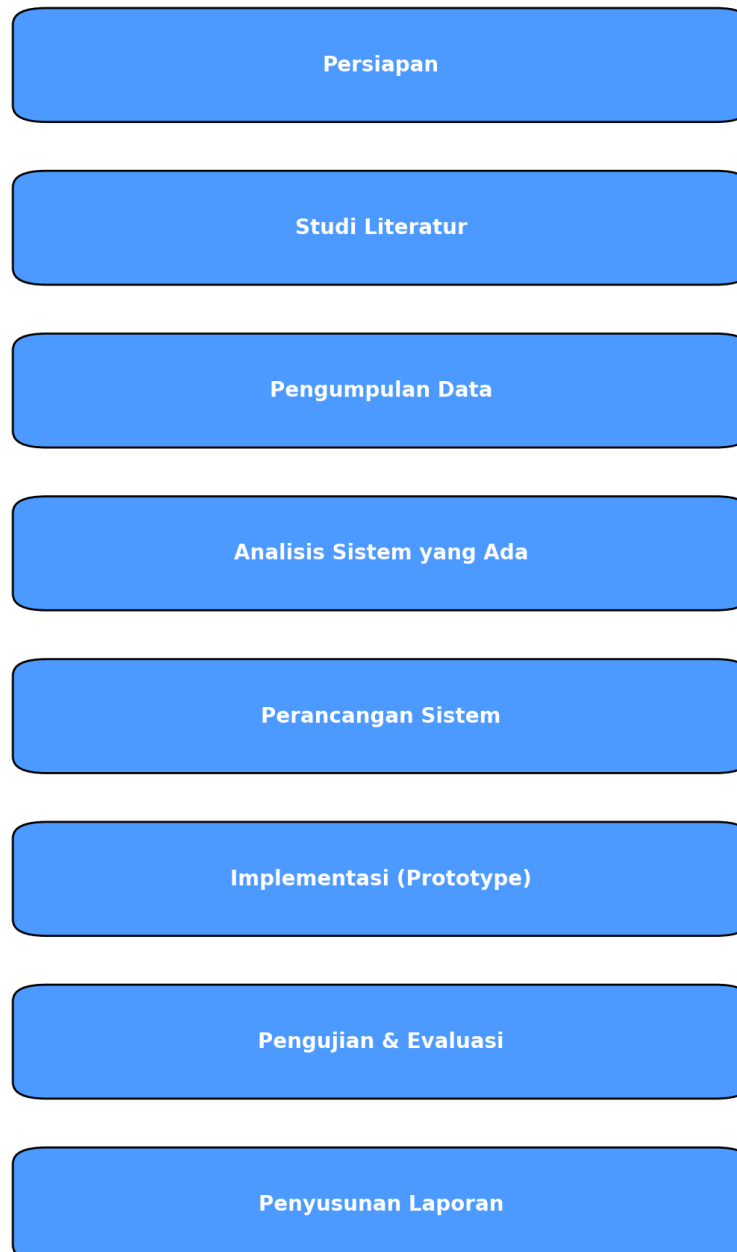 Persiapan
Studi Literatur
Pengumpulan Data
Analisis Sistem yang Ada
Perancangan Sistem
Implementasi (Prototype)
Pengujian & Evaluasi
Penyusunan Laporan